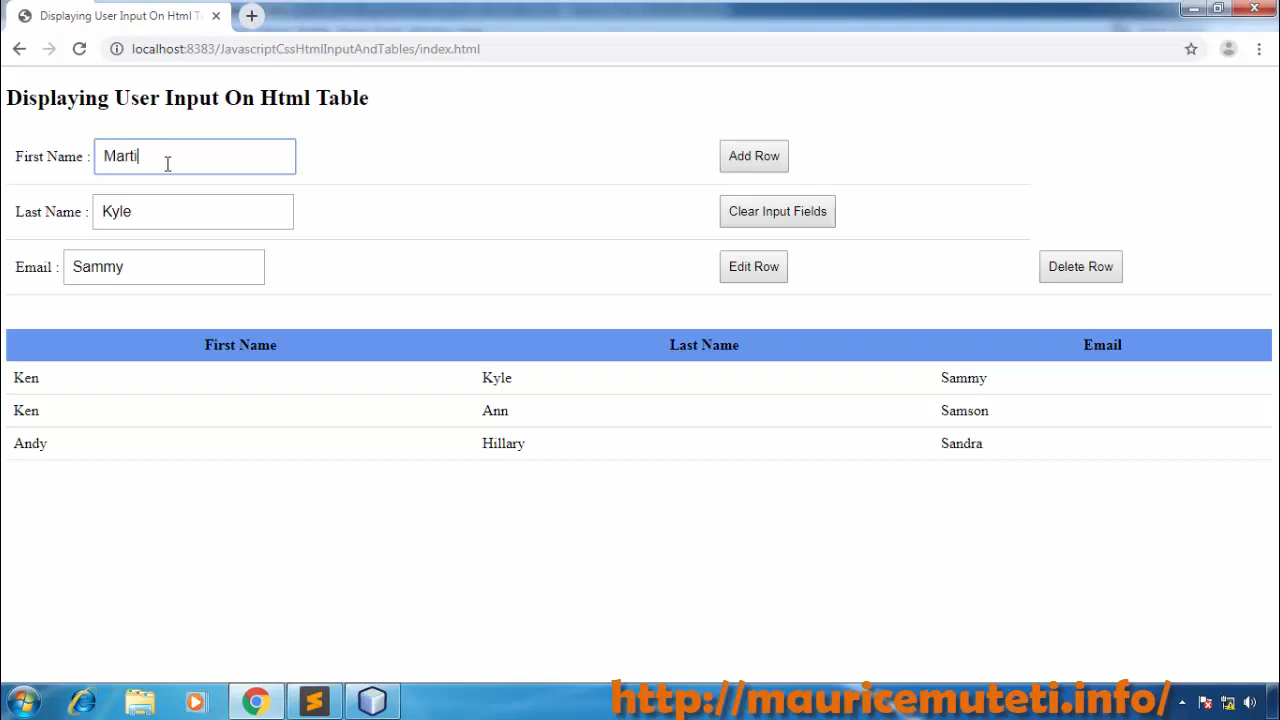 Displaying User Input On Html T
localhost:8383/JavascriptCssHtmlInputAndTables/index.html
Displaying User Input On Html Table
First Name : Marti Add Row
Last Name : Kyle Clear Input Fields
Email : Sammy Edit Row Delete Row
First Name Last Name Email
Ken Kyle Sammy
Ken Ann Samson
Andy Hillary Sandra
http://mauricemuteti.info/